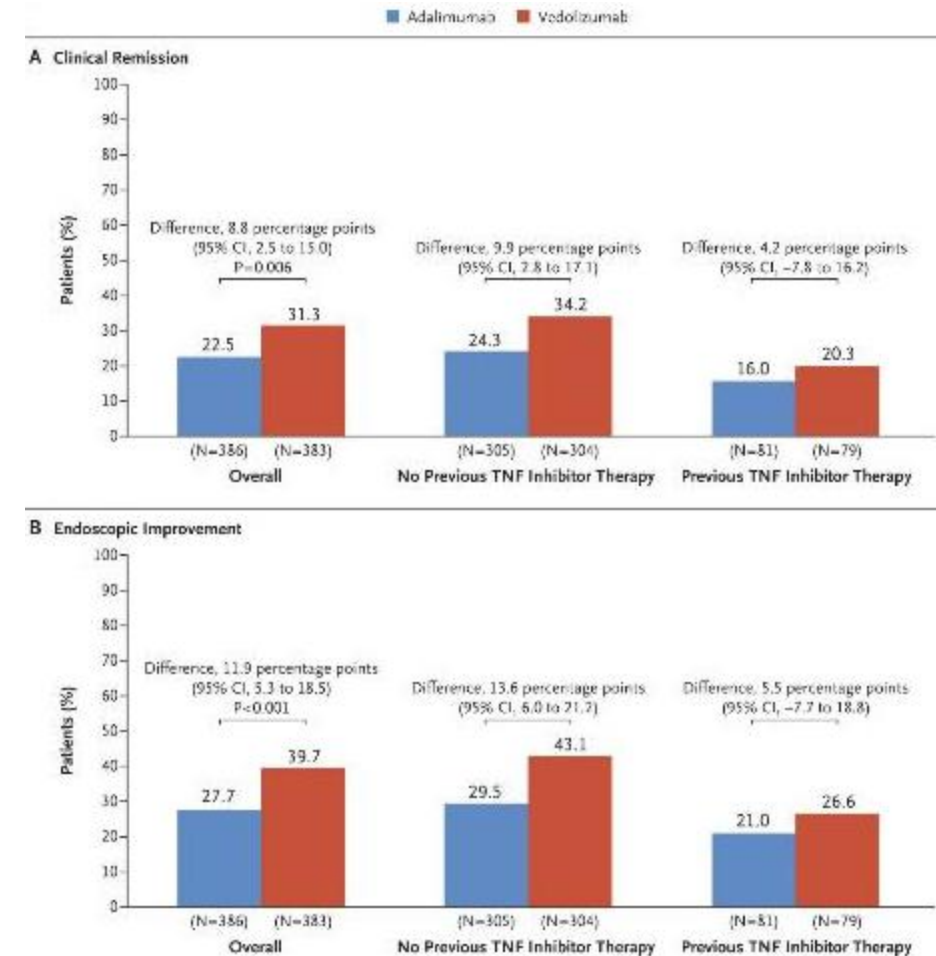 Adalimumab Vedolizumab
A Clinical Remission
Patients (%)
100
90
80
70
60
50
40
30
20
10
0
Difference, 8.8 percentage points
(95% CI, 2.5 to 15.0)
P=0.006
22.5
31.3
(N=386) (N=383)
Overall
Difference, 9.9 percentage points
(95% CI, 2.8 to 17.1)
24.3
34.2
(N=305) (N=304)
No Previous TNF Inhibitor Therapy
Difference, 4.2 percentage points
(95% CI, −7.8 to 16.2)
16.0
20.3
(N=81) (N=79)
Previous TNF Inhibitor Therapy
B Endoscopic Improvement
Patients (%)
100
90
80
70
60
50
40
30
20
10
0
Difference, 11.9 percentage points
(95% CI, 5.3 to 18.5)
P<0.001
27.7
39.7
(N=386) (N=383)
Overall
Difference, 13.6 percentage points
(95% CI, 6.0 to 21.2)
29.5
43.1
(N=305) (N=304)
No Previous TNF Inhibitor Therapy
Difference, 5.5 percentage points
(95% CI, −7.7 to 18.8)
21.0
26.6
(N=81) (N=79)
Previous TNF Inhibitor Therapy